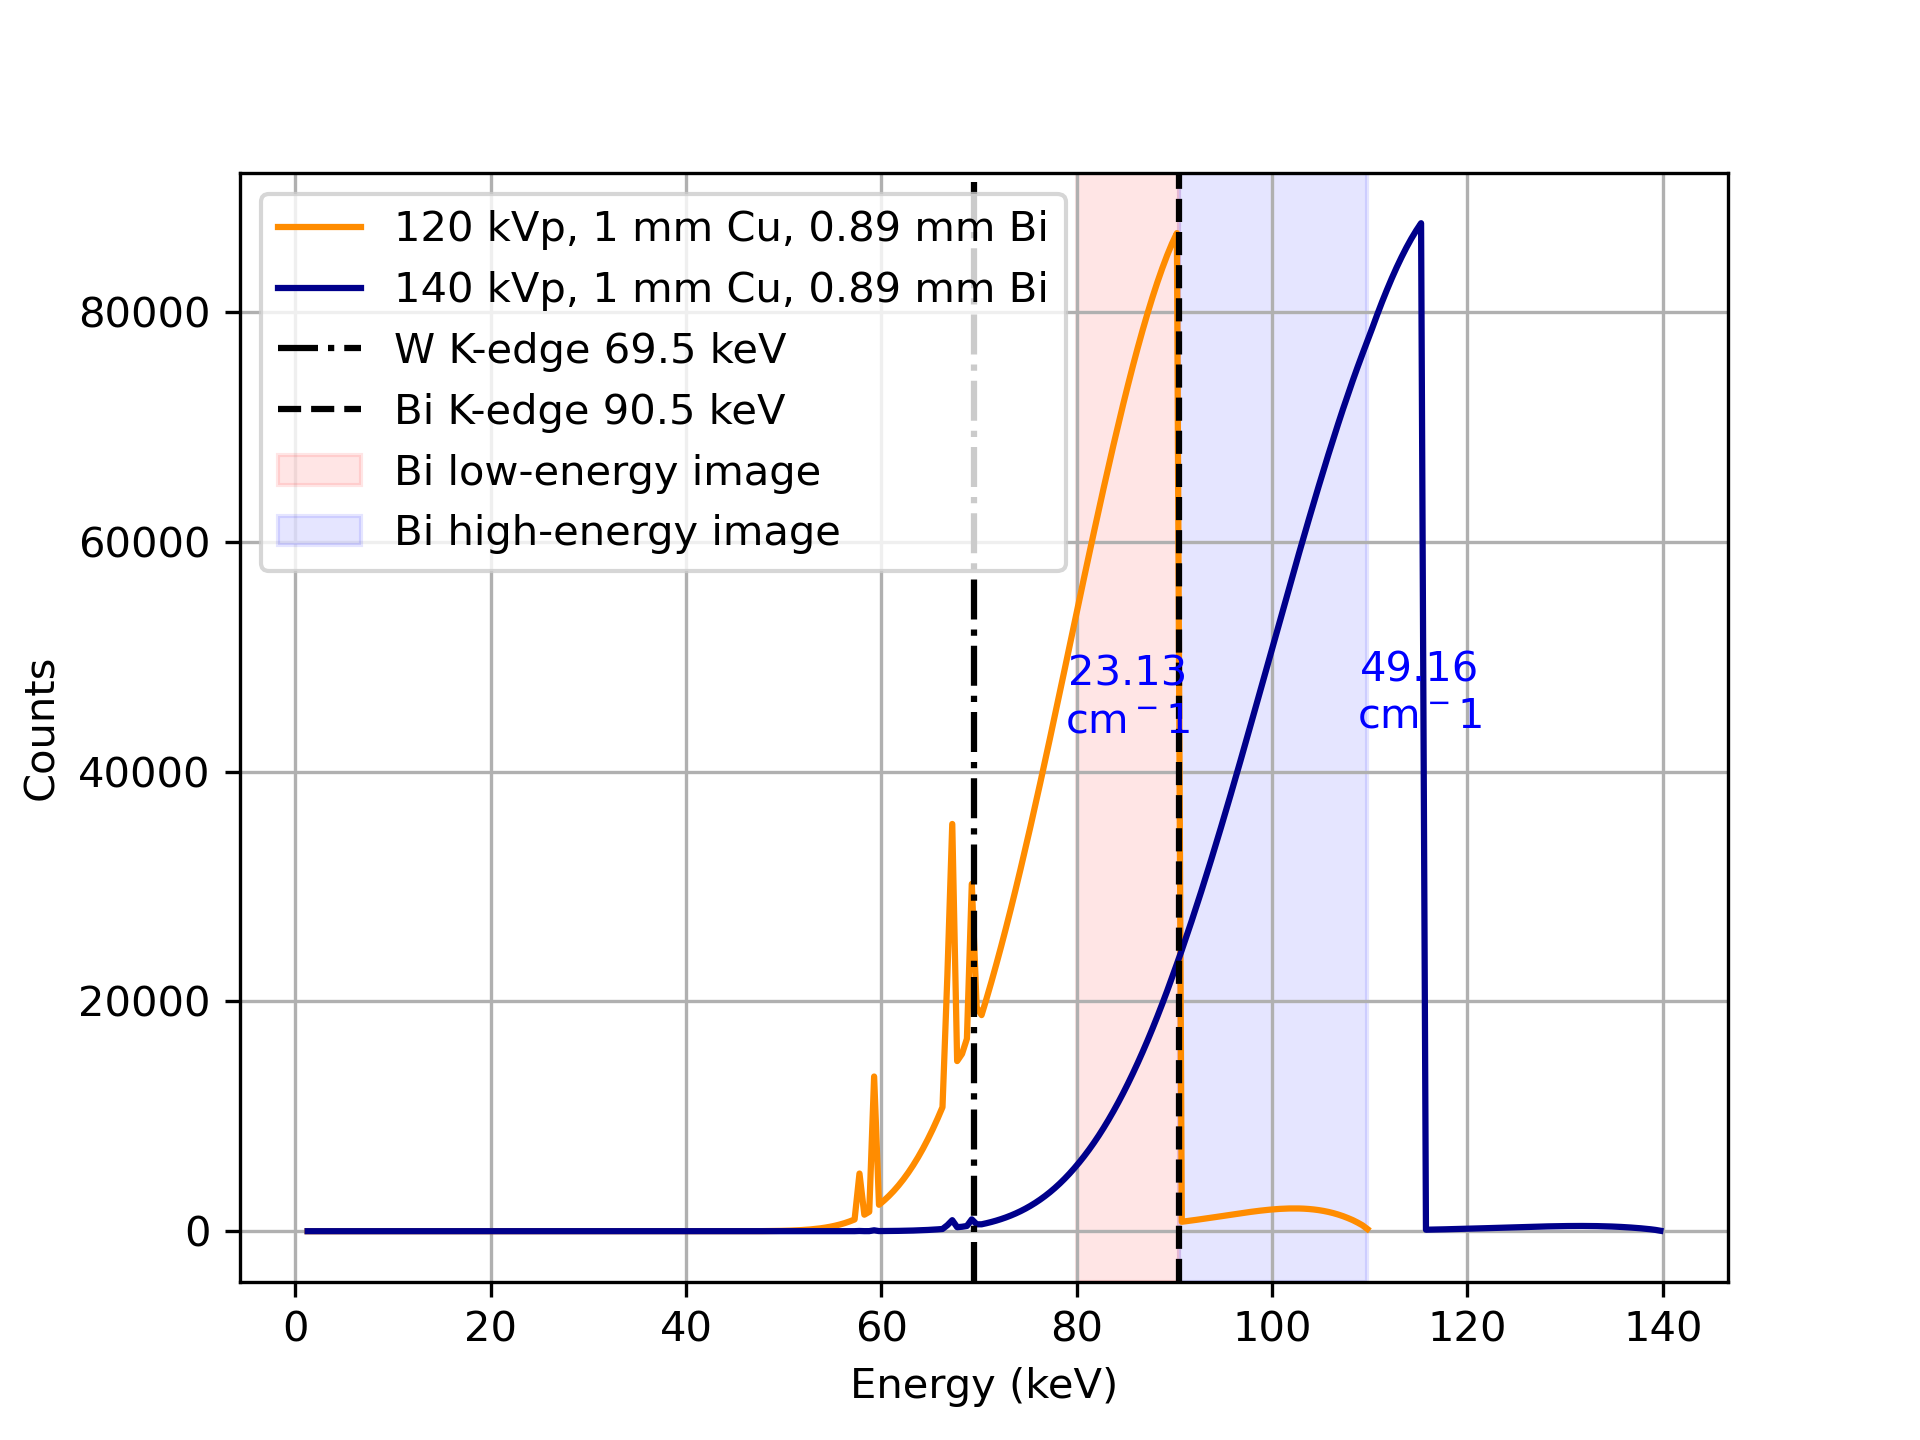 120 kVp, 1 mm Cu, 0.89 mm Bi
140 kVp, 1 mm Cu, 0.89 mm Bi
W K-edge 69.5 keV
Bi K-edge 90.5 keV
Bi low-energy image
Bi high-energy image
80000
60000
40000
20000
0
Counts
23.13
cm⁻1
49.16
cm⁻1
0 20 40 60 80 100 120 140
Energy (keV)